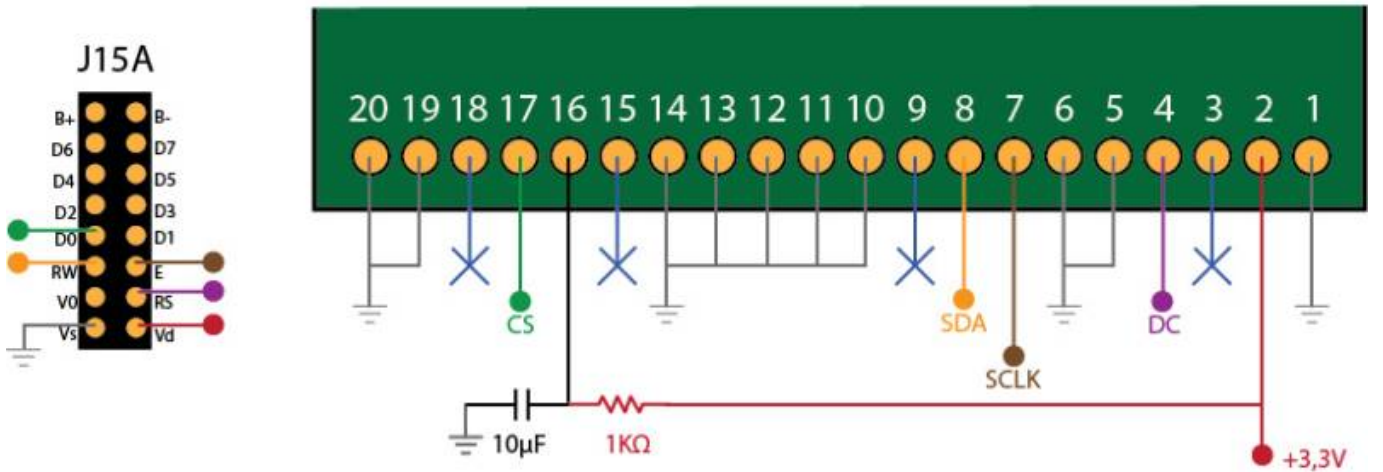 J15A
B+ B-
D6 D7
D4 D5
D2 D3
D0 D1
RW E
V0 RS
Vs Vd
20 19 18 17 16 15 14 13 12 11 10 9 8 7 6 5 4 3 2 1
CS SDA DC
SCLK
10µF 1KΩ +3,3V